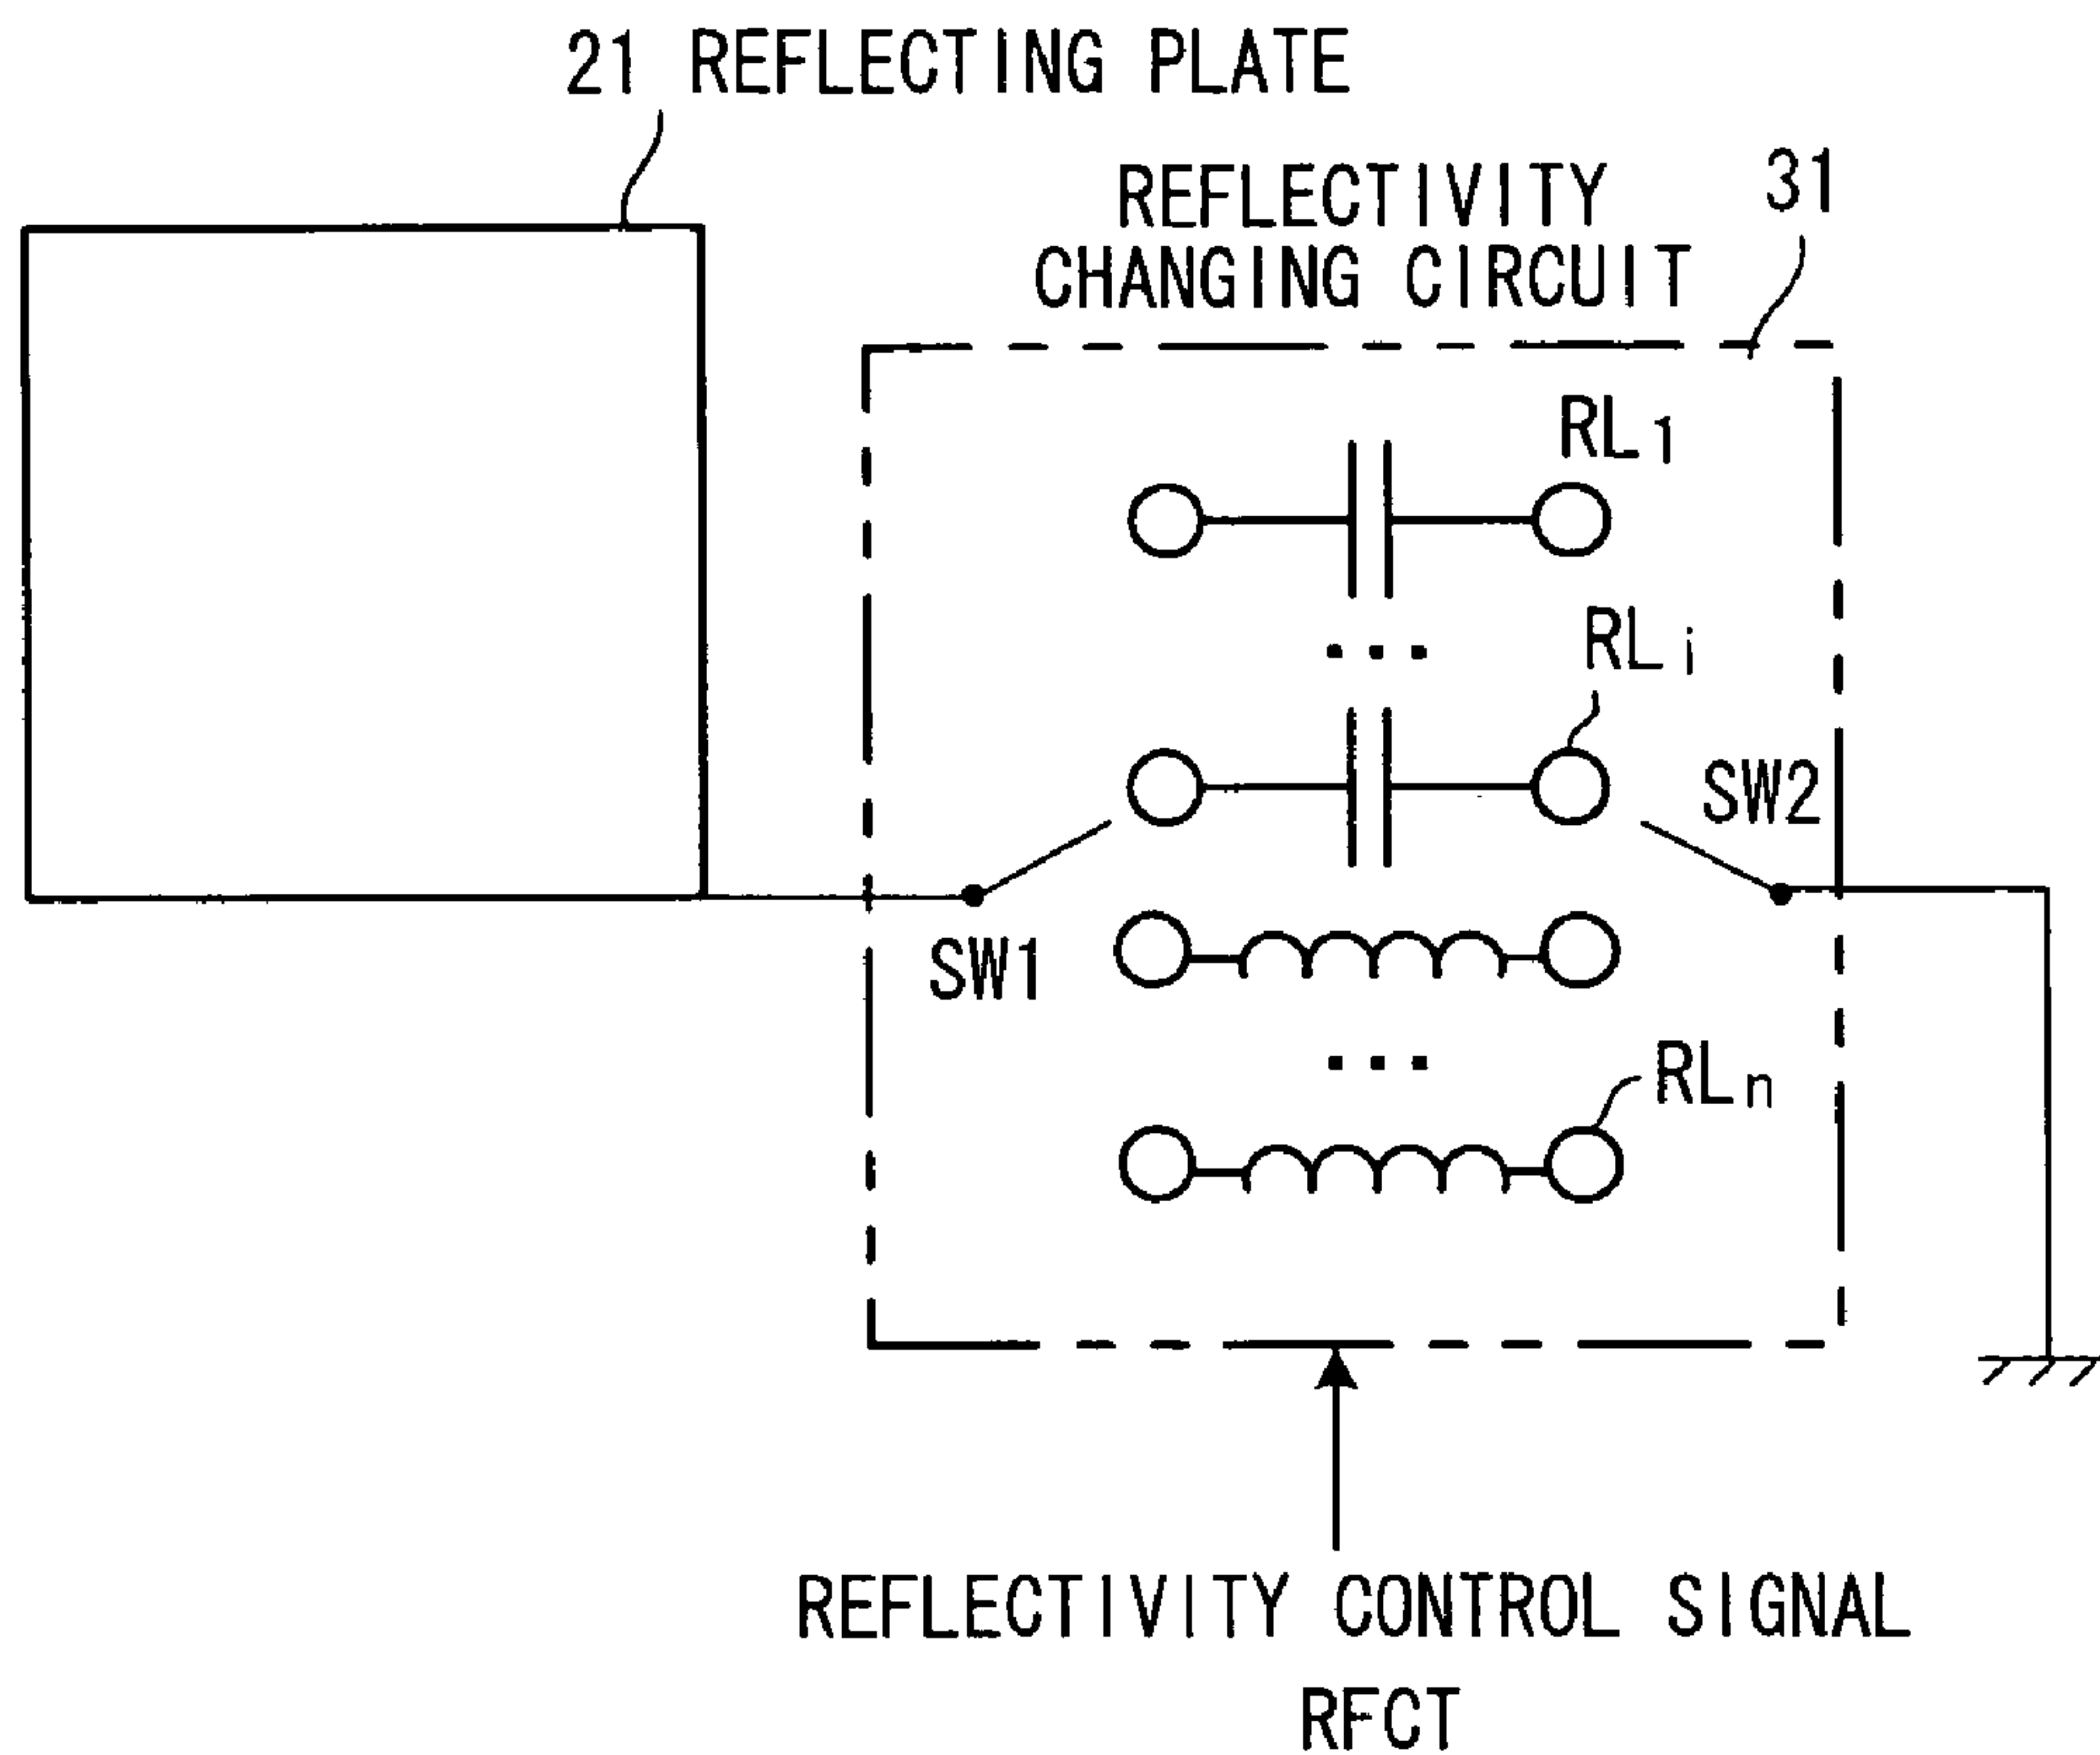 21 REFLECTING PLATE
REFLECTIVITY
CHANGING CIRCUIT
31
RL1
RLi
SW2
SW1
RLn
REFLECTIVITY CONTROL SIGNAL
RFCT